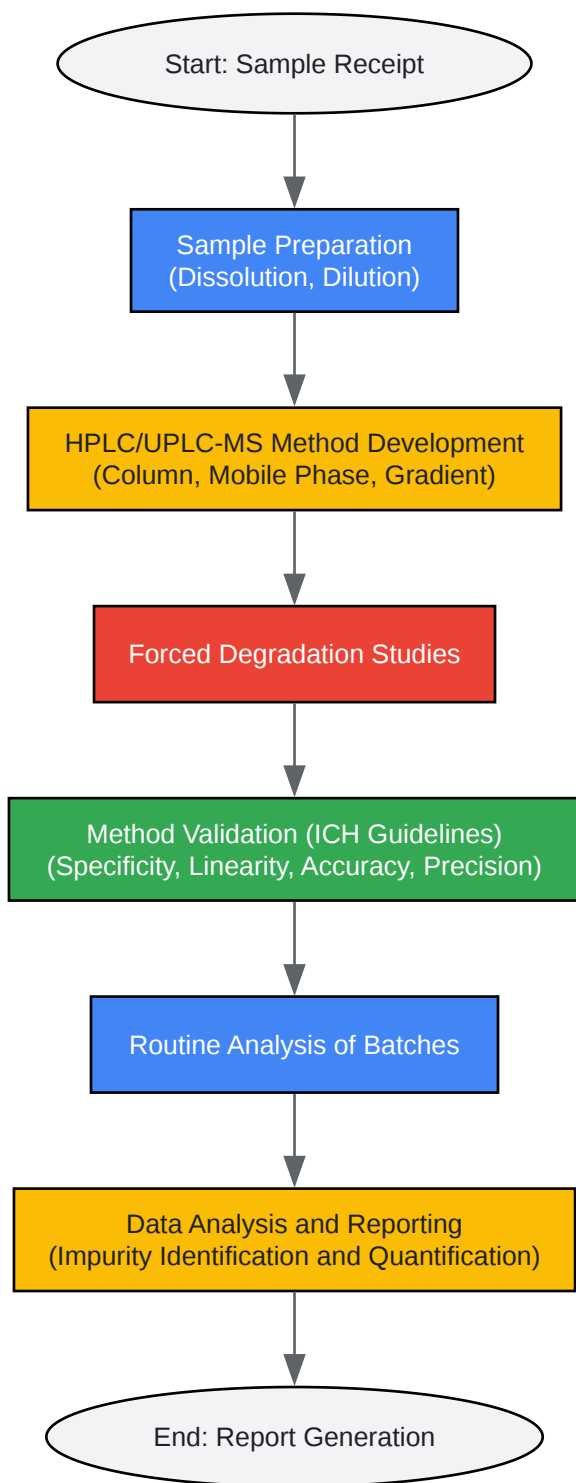 Start: Sample Receipt
Sample Preparation
(Dissolution, Dilution)
HPLC/UPLC-MS Method Development
(Column, Mobile Phase, Gradient)
Forced Degradation Studies
Method Validation (ICH Guidelines)
(Specificity, Linearity, Accuracy, Precision)
Routine Analysis of Batches
Data Analysis and Reporting
(Impurity Identification and Quantification)
End: Report Generation